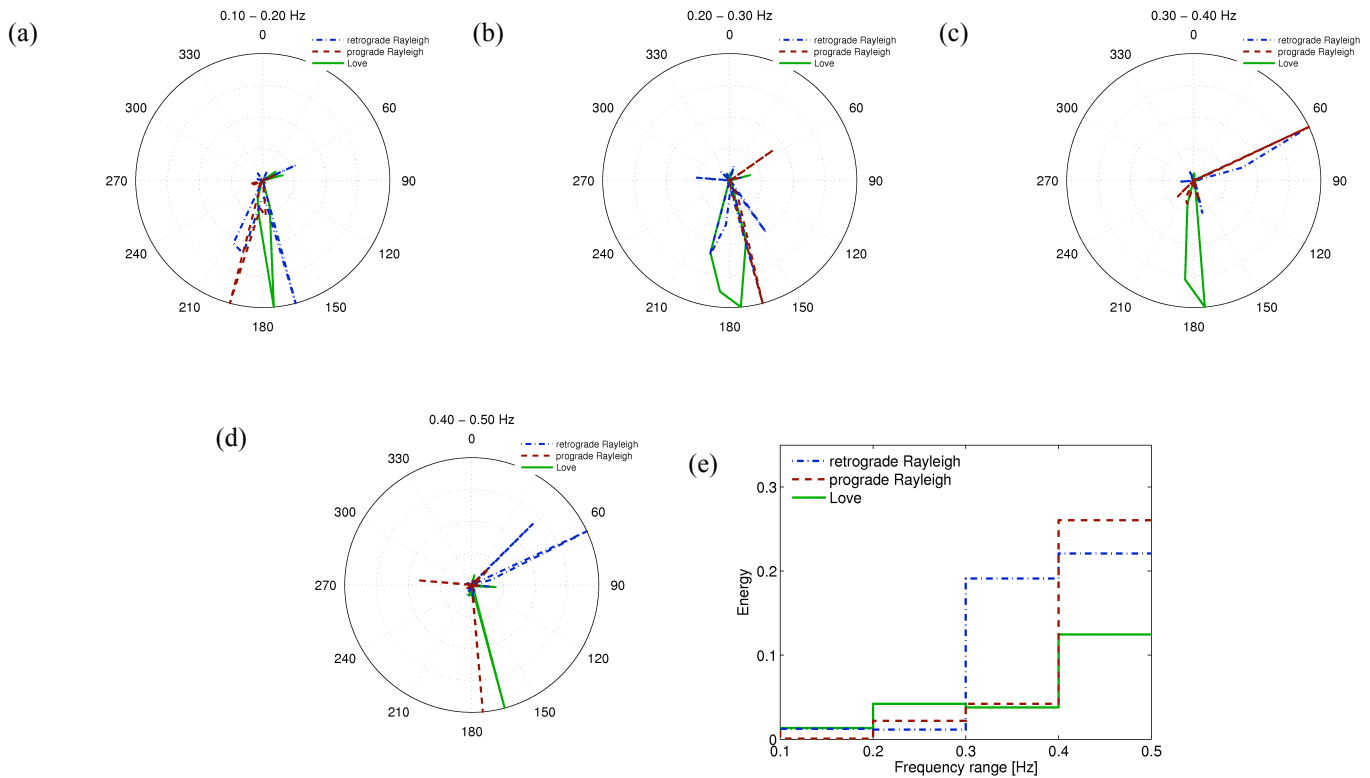 (a)
0.10 – 0.20 Hz
0
330
300
60
270
90
240
120
210
150
180
retrograde Rayleigh
prograde Rayleigh
Love
(b)
0.20 – 0.30 Hz
0
330
300
60
270
90
240
120
210
150
180
retrograde Rayleigh
prograde Rayleigh
Love
(c)
0.30 – 0.40 Hz
0
330
300
60
270
90
240
120
210
150
180
retrograde Rayleigh
prograde Rayleigh
Love
(d)
0.40 – 0.50 Hz
0
330
300
60
270
90
240
120
210
150
180
retrograde Rayleigh
prograde Rayleigh
Love
(e)
retrograde Rayleigh
prograde Rayleigh
Love
Energy
0.3
0.2
0.1
0
0.1 0.2 0.3 0.4 0.5
Frequency range [Hz]